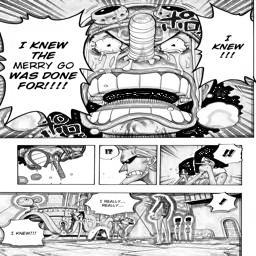 I
KNEW
!!!
I KNEW
THE
MERRY GO
WAS DONE
FOR!!!!
!!
!?
I REALLY...
REALLY...
I KNEW!!!